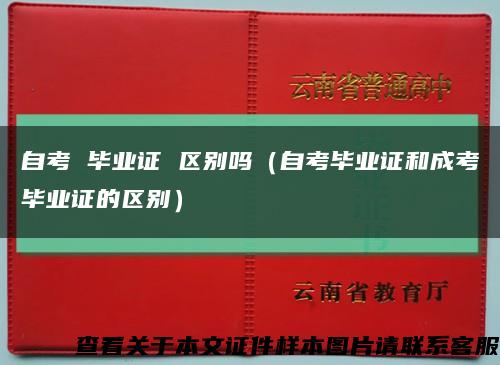 云南省普通高中
自考 毕业证 区别吗（自考毕业证和成考
毕业证的区别）
证书
云南省教育厅
查看关于本文证件样本图片请联系客服